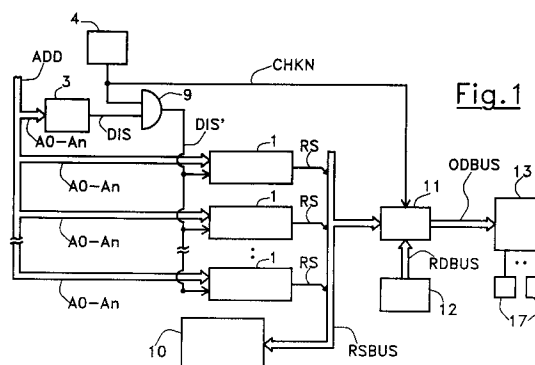 4
ADD
3
9
CHKN
Fig.1
A0-An
DIS
DIS'
1
RS
11
ODBUS
13
A0-An
1
RS
A0-An
RDBUS
17
1
RS
12
A0-An
10
RSBUS